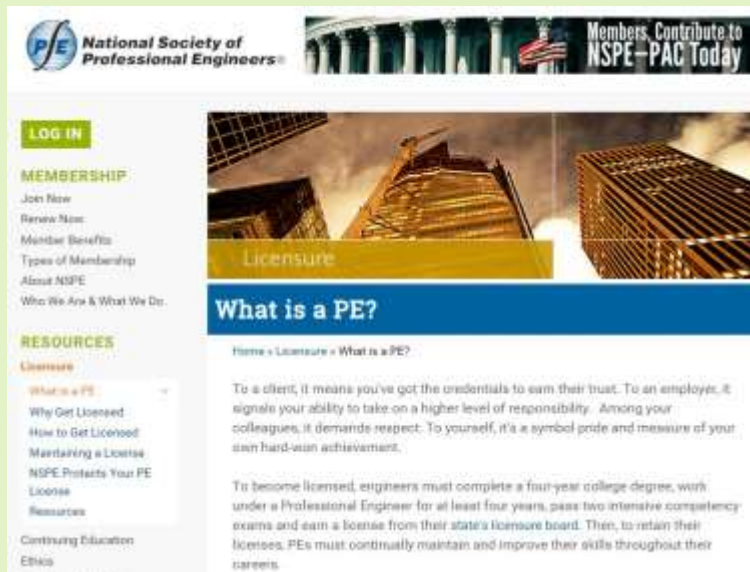 PE
National Society of
Professional Engineers®
Members, Contribute to
NSPE-PAC Today
LOG IN
MEMBERSHIP
Join Now
Renew Now
Member Benefits
Types of Membership
About NSPE
Who We Are & What We Do
RESOURCES
Licensure
What is a PE
Why Get Licensed
How to Get Licensed
Maintaining a License
NSPE Protects Your PE
License
Resources
Continuing Education
Ethics
Licensure
What is a PE?
Home » Licensure » What is a PE?
To a client, it means you've got the credentials to earn their trust. To an employer, it
signals your ability to take on a higher level of responsibility. Among your
colleagues, it demands respect. To yourself, it's a symbol pride and measure of your
own hard-won achievement.
To become licensed, engineers must complete a four-year college degree, work
under a Professional Engineer for at least four years, pass two intensive competency
exams and earn a license from their state's licensure board. Then, to retain their
licenses, PEs must continually maintain and improve their skills throughout their
careers.